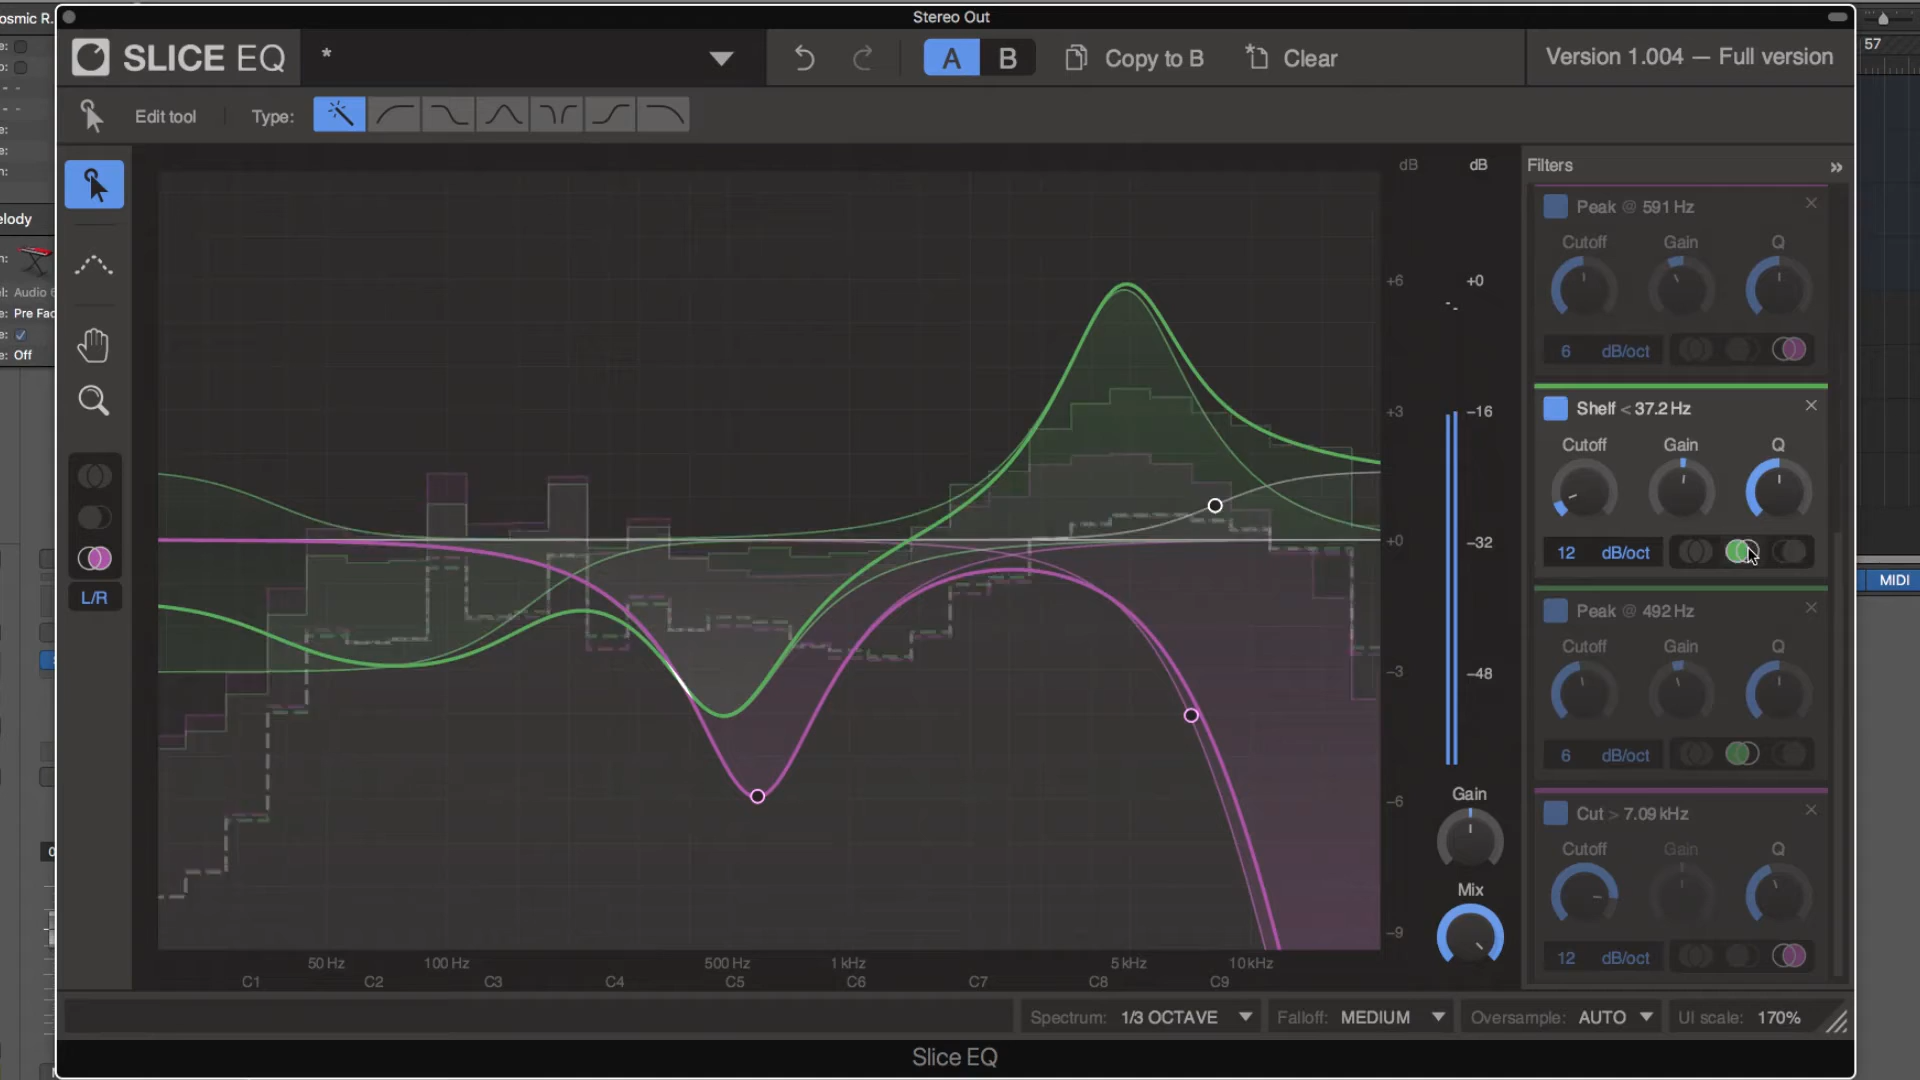 Stereo Out
osmic R.
SLICE EQ
*
A
B
Copy to B
Clear
Version 1.004 — Full version
57
Edit tool
Type:
elody
Audio 6
Pre Fac
Off
L/R
dB
dB
+6
+3
+0
-3
-6
-9
+0
-16
-32
-48
Gain
Mix
Filters
»
Peak @ 591 Hz
Cutoff
Gain
Q
6 dB/oct
Shelf < 37.2 Hz
Cutoff
Gain
Q
12 dB/oct
Peak @ 492 Hz
Cutoff
Gain
Q
6 dB/oct
Cut > 7.09 kHz
Cutoff
Gain
Q
12 dB/oct
MIDI
50 Hz 100 Hz 500 Hz 1 kHz 5 kHz 10 kHz
C1 C2 C3 C4 C5 C6 C7 C8 C9
Spectrum: 1/3 OCTAVE
Falloff: MEDIUM
Oversample: AUTO
UI scale: 170%
Slice EQ